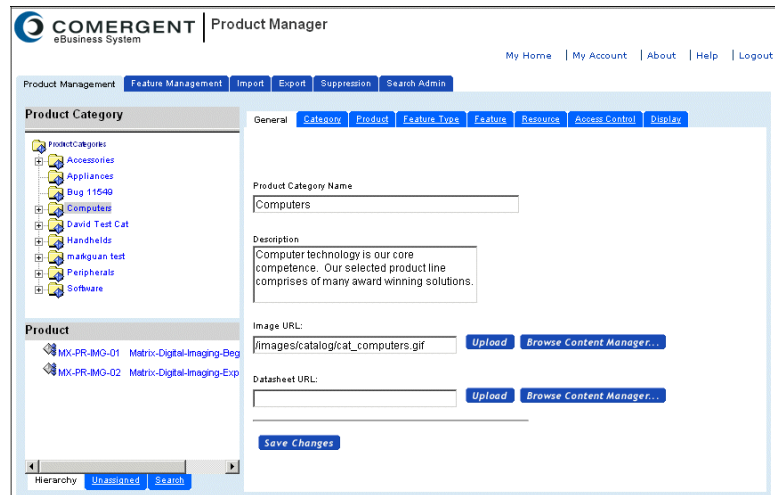 COMERGENT
eBusiness System
Product Manager
My Home | My Account | About | Help | Logout
Product Management Feature Management Import Export Suppression Search Admin
Product Category
ProductCategories
Accessories
Appliances
Bug 11549
Computers
David Test Cat
Handhelds
markguan test
Peripherals
Software
Product
MX-PR-IMG-01 Matrix-Digital-Imaging-Beg
MX-PR-IMG-02 Matrix-Digital-Imaging-Exp
Hierarchy Unassigned Search
General Category Product Feature Type Feature Resource Access Control Display
Product Category Name
Computers
Description
Computer technology is our core
competence. Our selected product line
comprises of many award winning solutions.
Image URL:
/images/catalog/cat_computers.gif Upload Browse Content Manager...
Datasheet URL:
Upload Browse Content Manager...
Save Changes